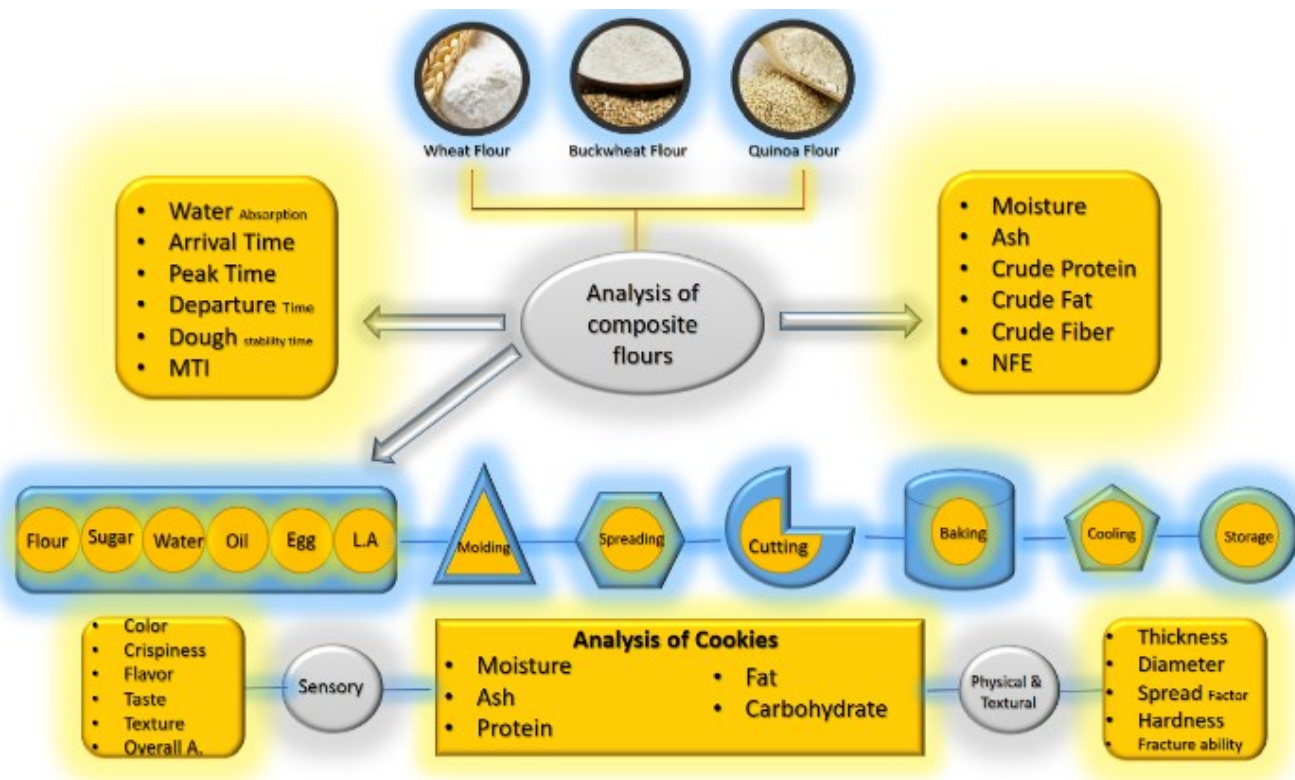 Wheat Flour
Buckwheat Flour
Quinoa Flour
• Water Absorption
• Arrival Time
• Peak Time
• Departure Time
• Dough stability time
• MTI
Analysis of
composite
flours
• Moisture
• Ash
• Crude Protein
• Crude Fat
• Crude Fiber
• NFE
Flour
Sugar
Water
Oil
Egg
L.A
Molding
Spreading
Cutting
Baking
Cooling
Storage
• Color
• Crispiness
• Flavor
• Taste
• Texture
• Overall A.
Sensory
Analysis of Cookies
• Moisture
• Ash
• Protein
• Fat
• Carbohydrate
Physical &
Textural
• Thickness
• Diameter
• Spread Factor
• Hardness
• Fracture ability